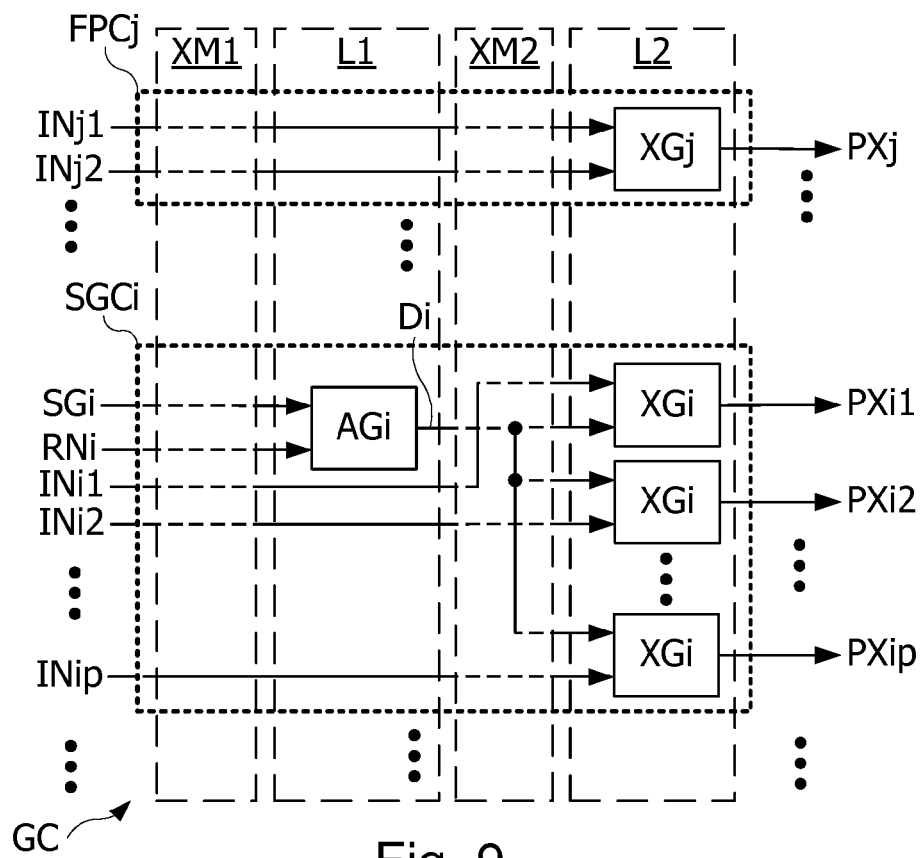 FPCj
XM1 L1 XM2 L2
INj1
XGj
PXj
INj2
SGCi
Di
SGi
AGi
XGi
PXi1
RNi
INi1
XGi
PXi2
INi2
XGi
PXip
INip
GC
Fig. 9